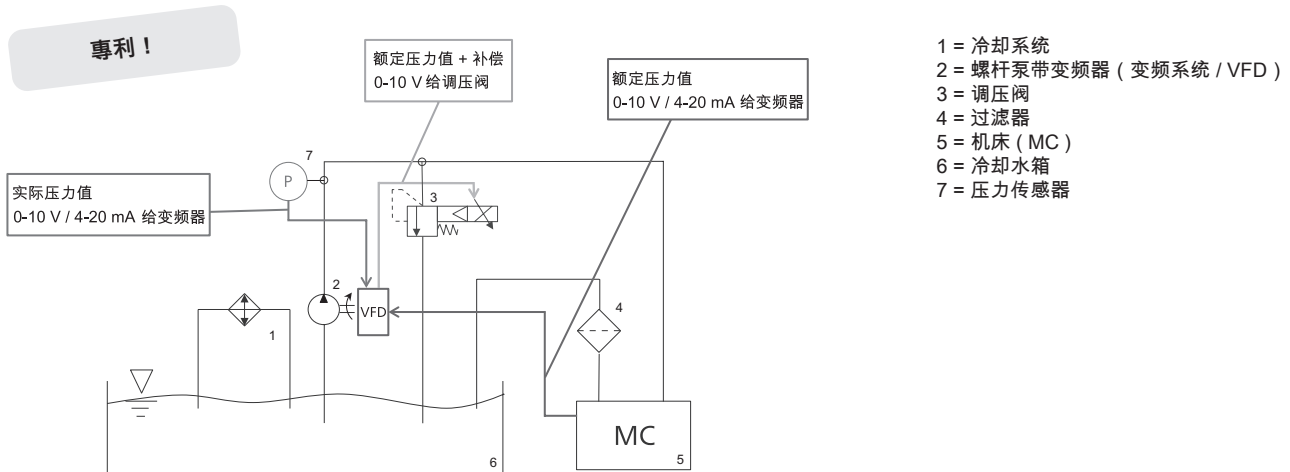 專利！
额定压力值 + 补偿
0-10 V 给调压阀
额定压力值
0-10 V / 4-20 mA 给变频器
实际压力值
0-10 V / 4-20 mA 给变频器
7
P
3
2
VFD
1
4
MC
5
6
1 = 冷却系统
2 = 螺杆泵带变频器（变频系统 / VFD）
3 = 调压阀
4 = 过滤器
5 = 机床（MC）
6 = 冷却水箱
7 = 压力传感器